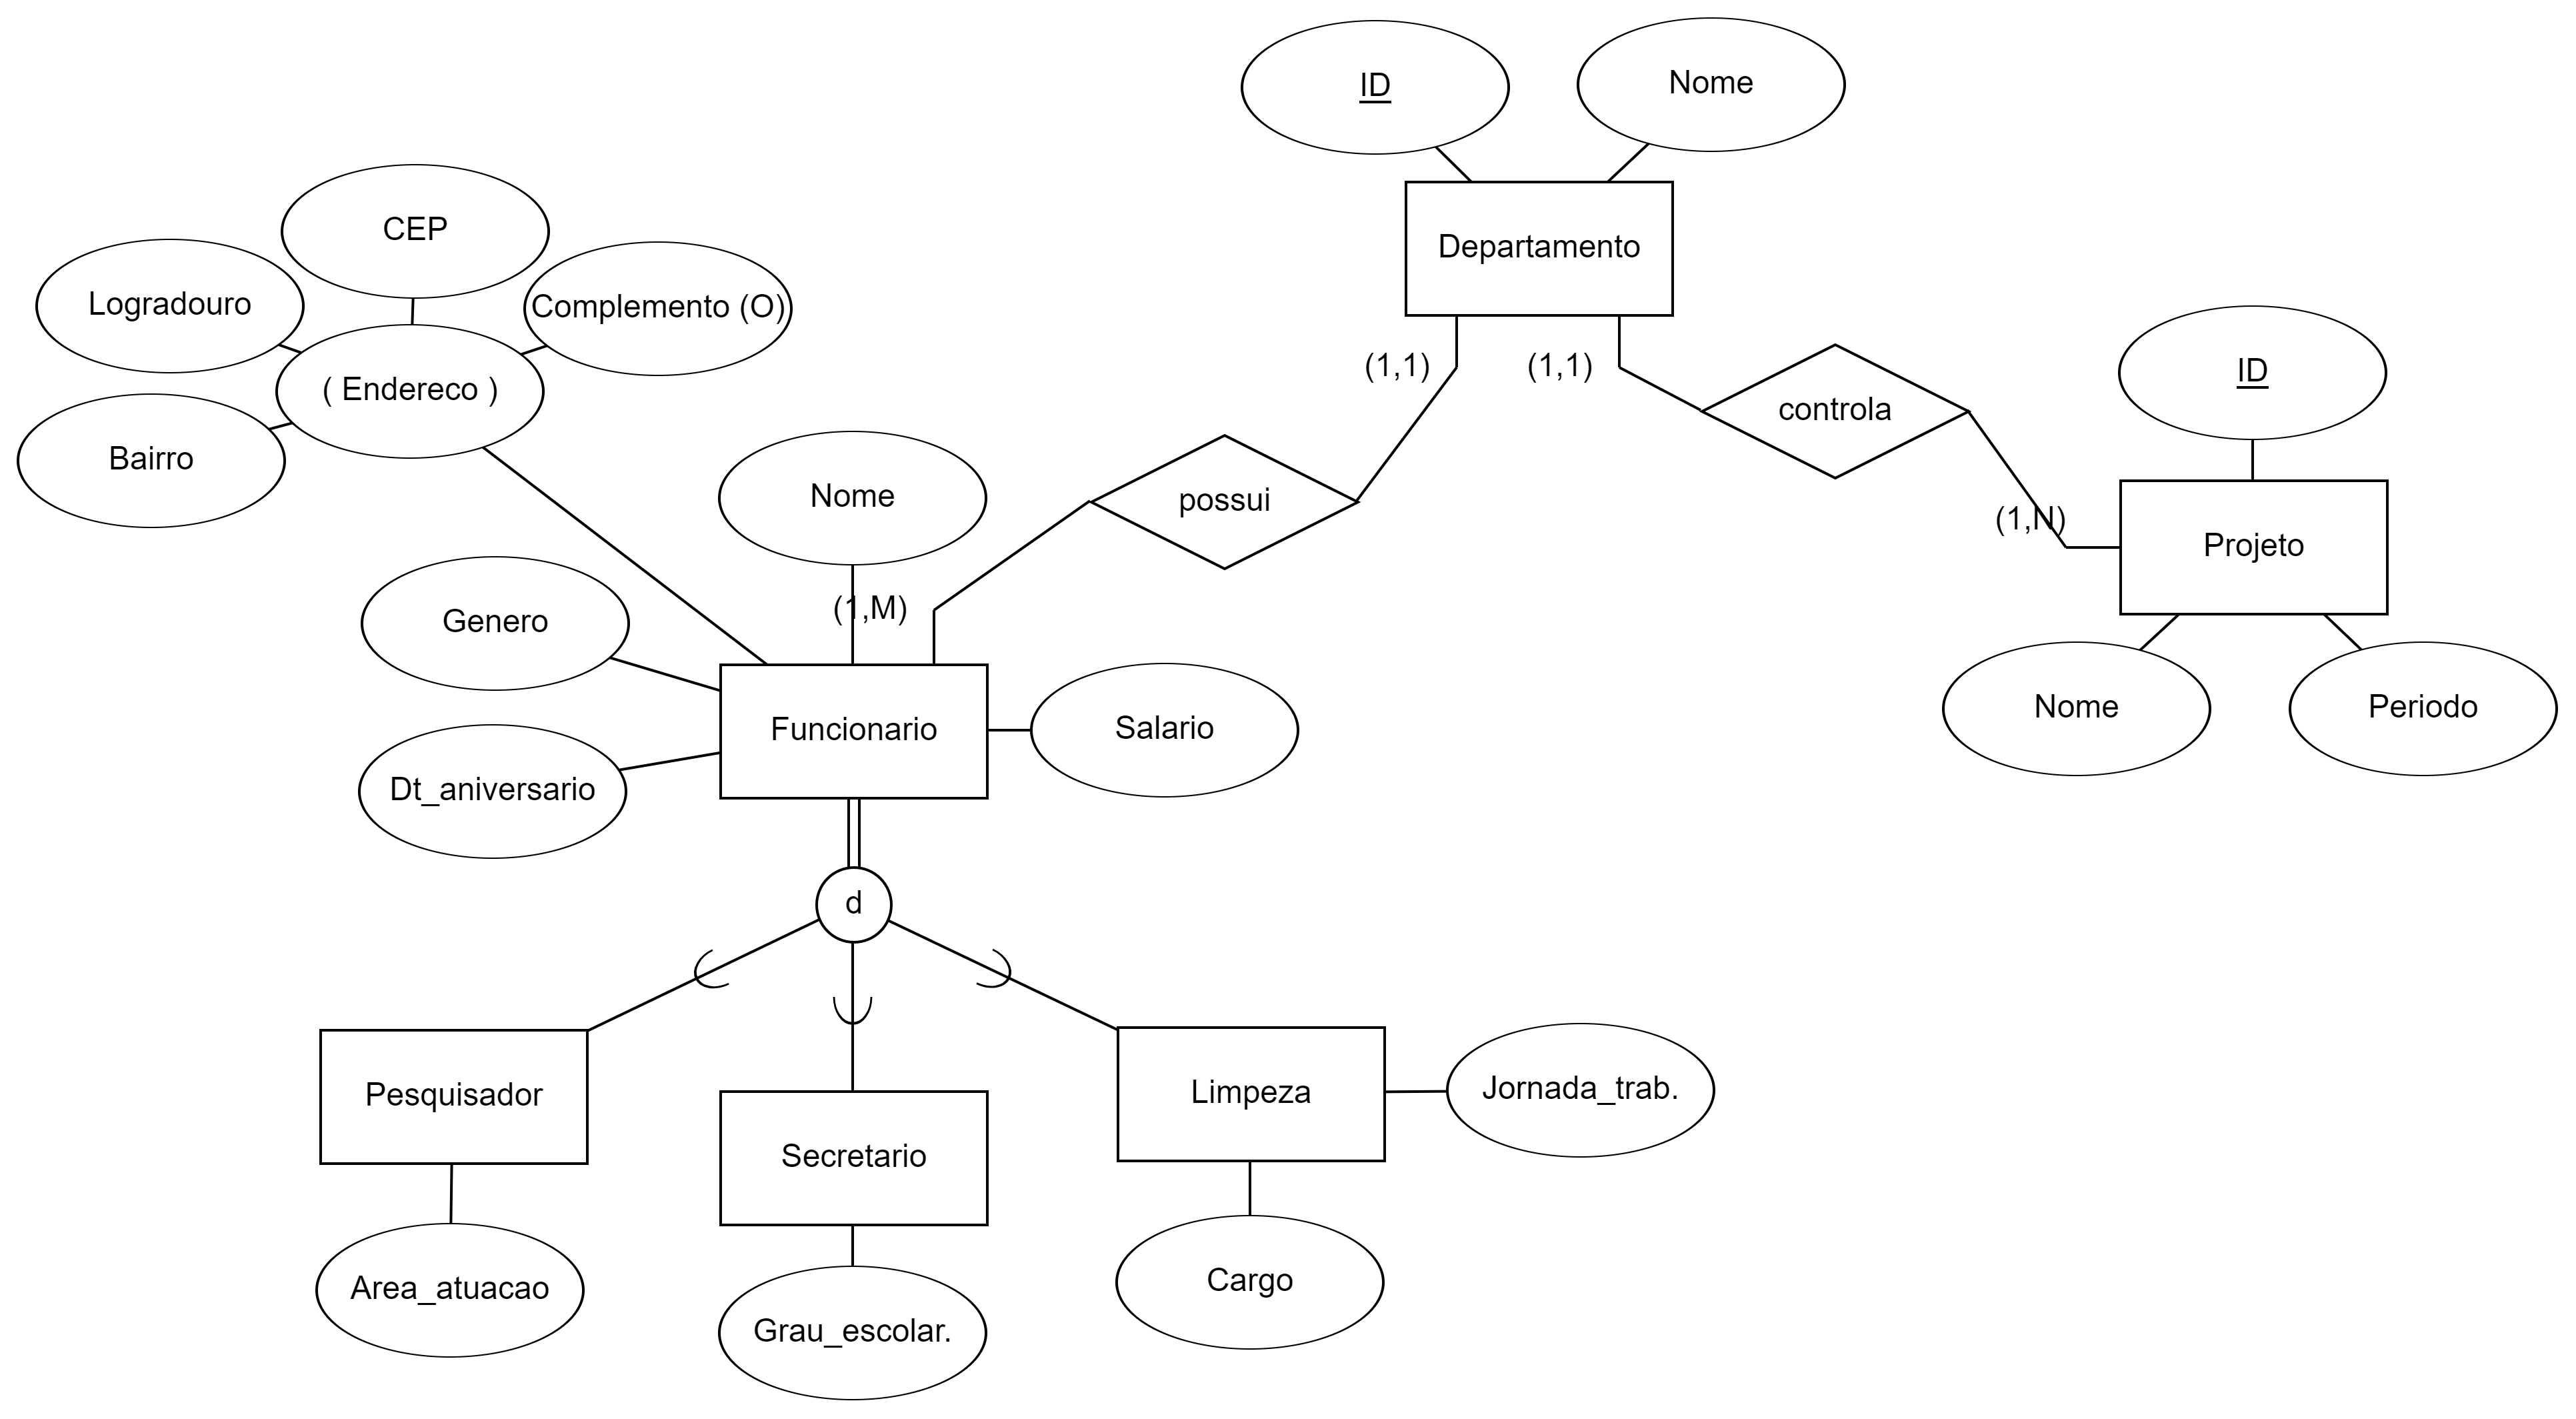 ID
Nome
CEP
Logradouro
Complemento (O)
Departamento
( Endereco )
(1,1)
(1,1)
controla
ID
Bairro
Nome
possui
(1,N)
Projeto
Genero
(1,M)
Nome
Periodo
Funcionario
Salario
Dt_aniversario
d
Pesquisador
Secretario
Limpeza
Jornada_trab.
Area_atuacao
Grau_escolar.
Cargo